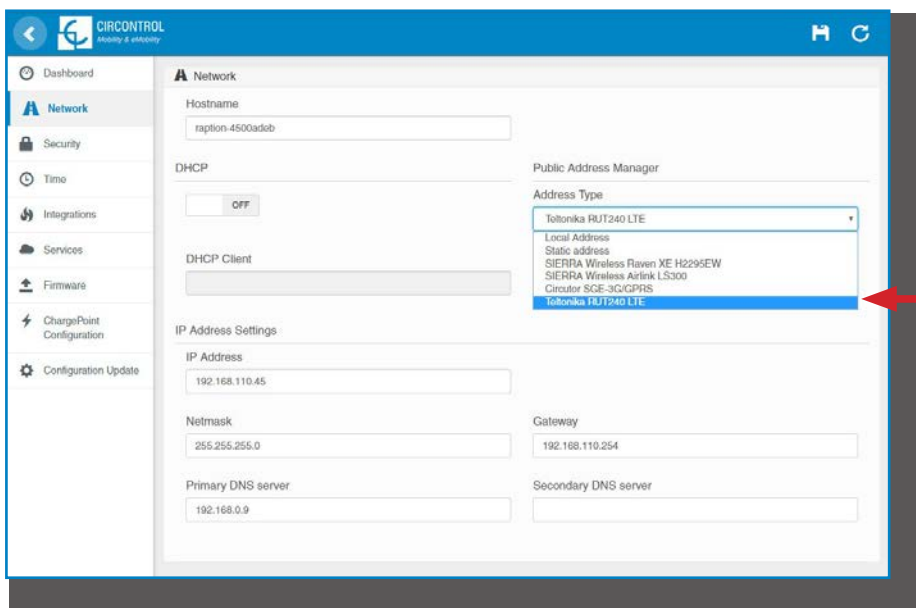 CIRCONTROL
Mobility & eMobility
Dashboard
Network
Security
Time
Integrations
Services
Firmware
ChargePoint
Configuration
Configuration Update
Network
Hostname
raption-4500adeb
DHCP
OFF
DHCP Client
Public Address Manager
Address Type
Teltonika RUT240 LTE
Local Address
Static address
SIERRA Wireless Raven XE H2295EW
SIERRA Wireless Airlink LS300
Circutor SGE-3G/GPRS
Teltonika RUT240 LTE
IP Address Settings
IP Address
192.168.110.45
Netmask
255.255.255.0
Gateway
192.168.110.254
Primary DNS server
192.168.0.9
Secondary DNS server